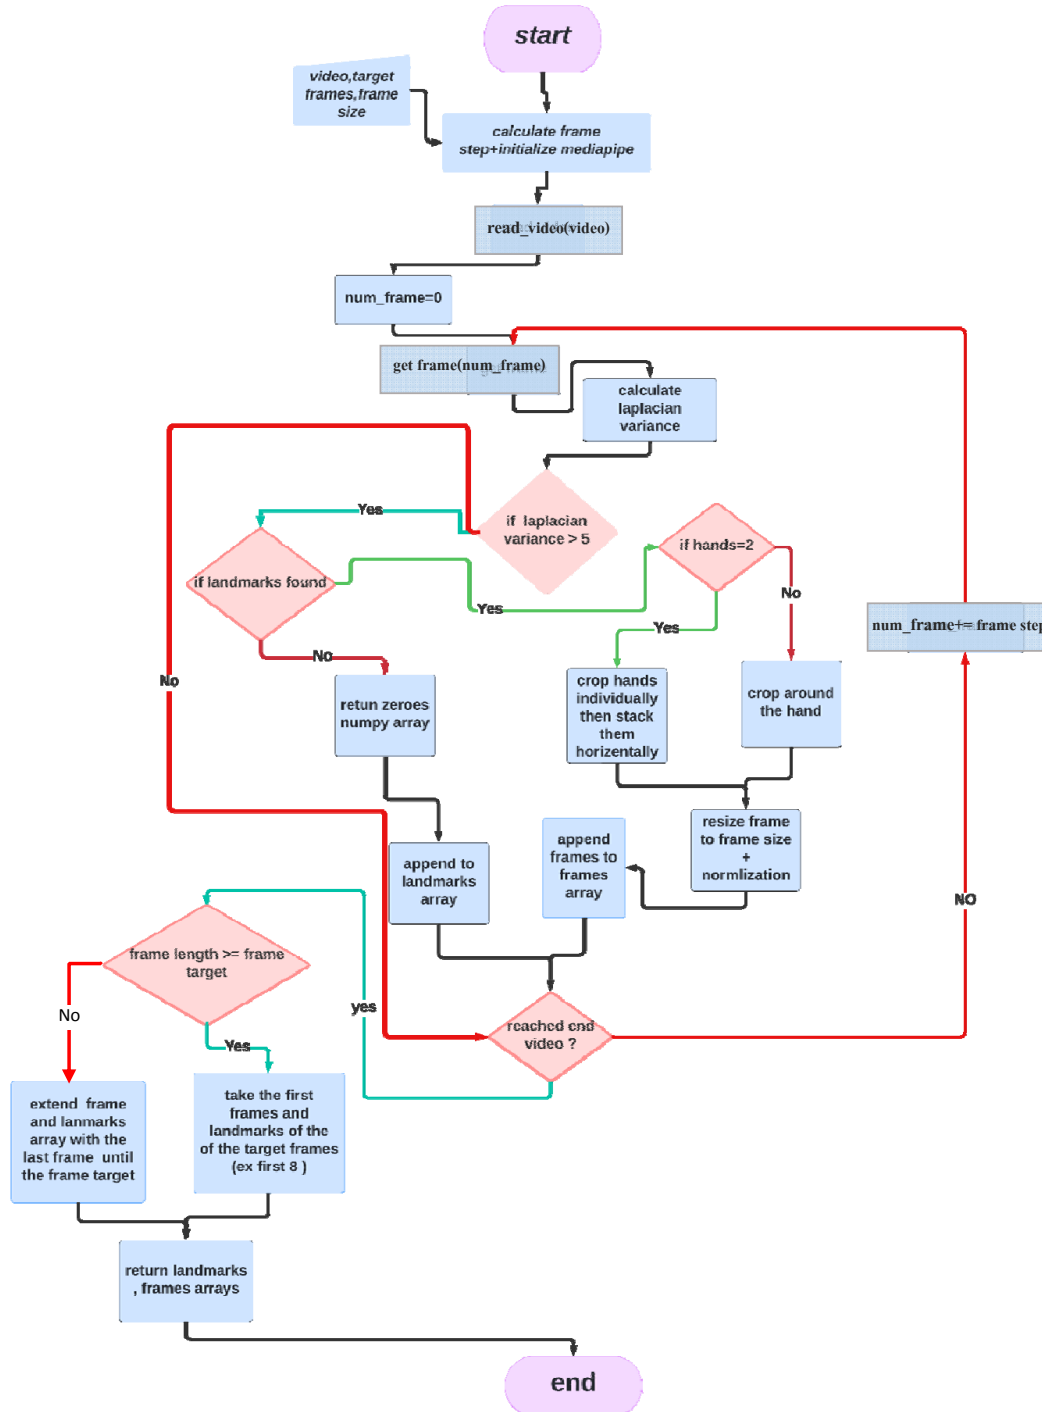 start
video,target
frames,frame
size
calculate frame
step+initialize mediapipe
read_video(video)
num_frame=0
get frame(num_frame)
calculate
laplacian
variance
if laplacian
variance > 5
Yes
if landmarks found
if hands=2
No
Yes
Yes
num_frame+= frame step
No
No
retun zeroes
numpy array
crop hands
individually
then stack
them
horizentally
crop around
the hand
resize frame
to frame size
+
normlization
append
frames to
frames
array
append to
landmarks
array
NO
frame length >= frame
target
yes
No
reached end
video ?
Yes
extend frame
and lanmarks
array with the
last frame until
the frame target
take the first
frames and
landmarks of the
of the target frames
(ex first 8 )
return landmarks
, frames arrays
end